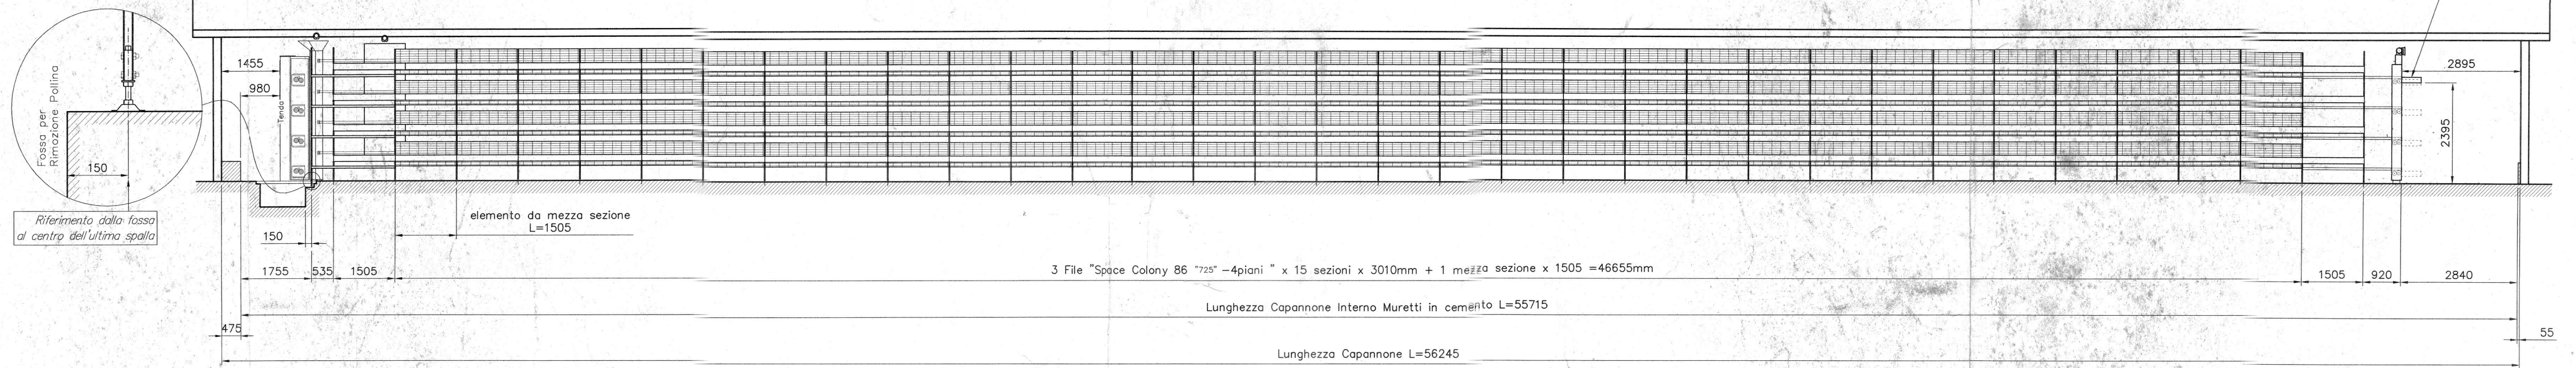 Fossa per
Rimozione Pollina
150
Riferimento dalla fossa
al centro dell'ultima spalla
1455
980
Tenda
2895
2395
elemento da mezza sezione
L=1505
150
1755
535
1505
3 File "Space Colony 86 "725" -4piani " x 15 sezioni x 3010mm + 1 mezza sezione x 1505 =46655mm
1505
920
2840
Lunghezza Capannone Interno Muretti in cemento L=55715
475
55
Lunghezza Capannone L=56245